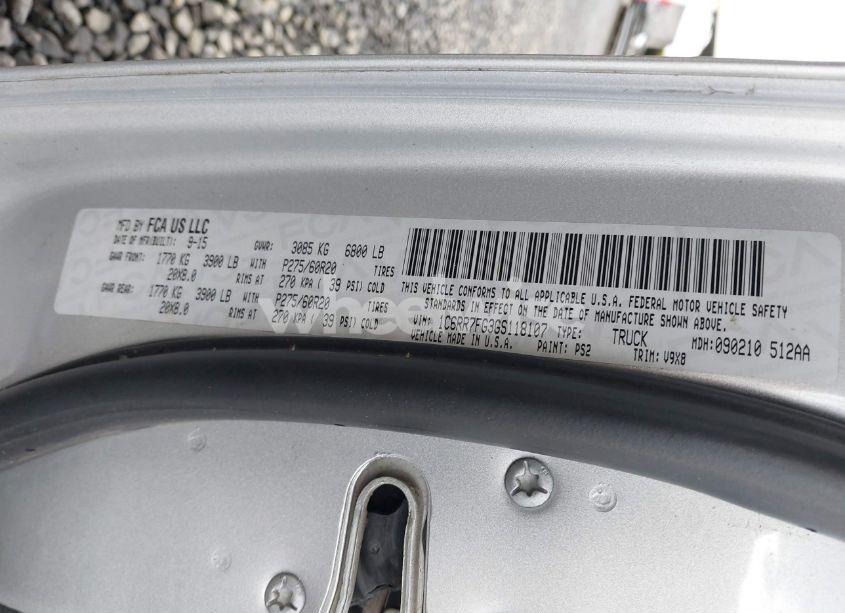 MFD BY FCA US LLC
DATE OF MFR(BUILT): 9-15 GVWR: 3085 KG 6800 LB
GAWR FRONT: 1770 KG 3900 LB WITH P275/60R20 TIRES
20X8.0 RIMS AT 270 KPA ( 39 PSI) COLD
GAWR REAR: 1770 KG 3900 LB WITH P275/60R20 TIRES
20X8.0 RIMS AT 270 KPA ( 39 PSI) COLD
THIS VEHICLE CONFORMS TO ALL APPLICABLE U.S.A. FEDERAL MOTOR VEHICLE SAFETY
STANDARDS IN EFFECT ON THE DATE OF MANUFACTURE SHOWN ABOVE.
VIN: 1C6RR7FG3GS118107 TYPE: TRUCK MDH: 090210 512AA
VEHICLE MADE IN U.S.A. PAINT: PS2 TRIM: V9X8